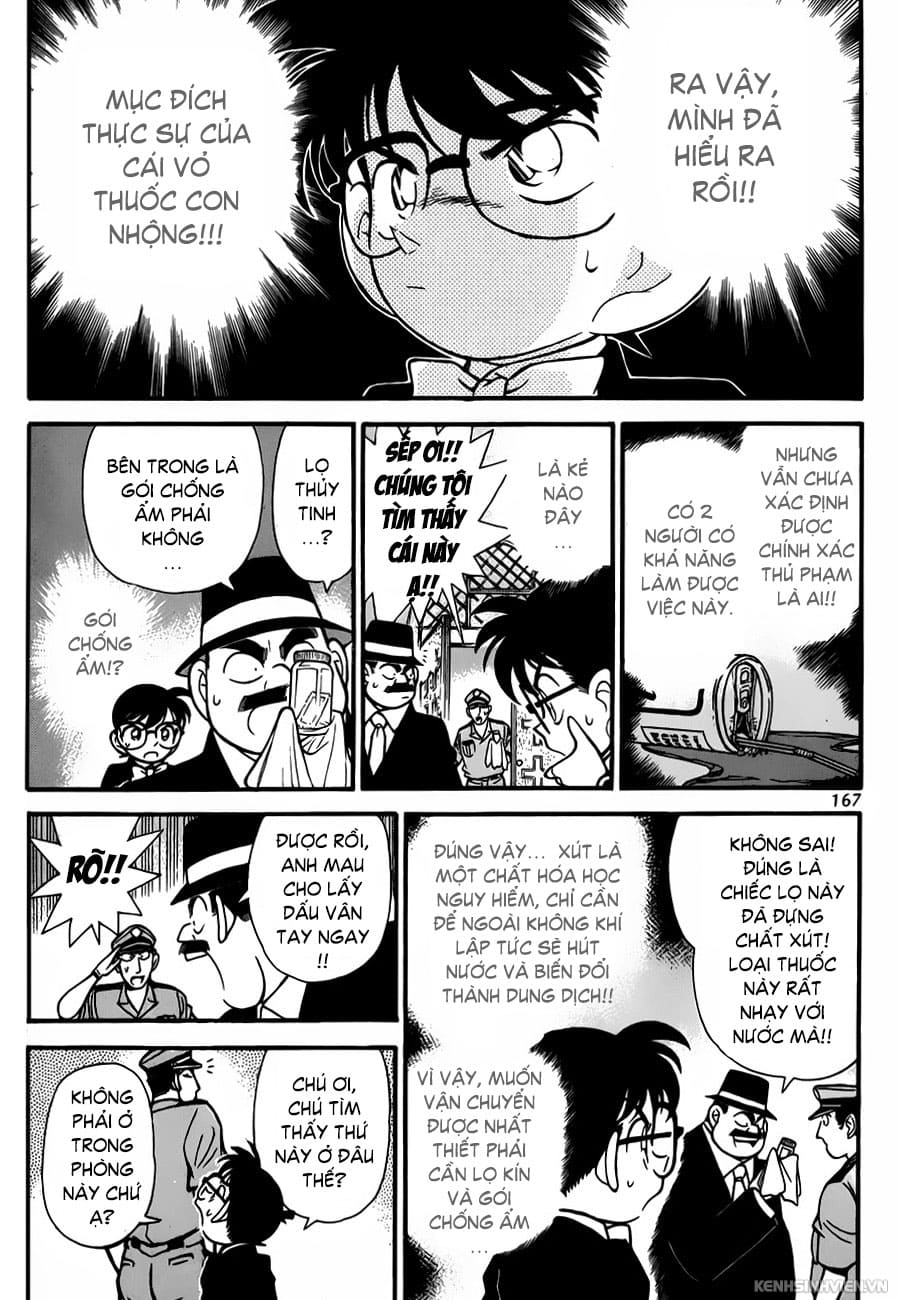 RA VẬY,
MÌNH ĐÃ
HIỂU RA
RỒI!!
MỤC ĐÍCH
THỰC SỰ CỦA
CÁI VỎ
THUỐC CON
NHỘNG!!!
NHƯNG
VẪN CHƯA
XÁC ĐỊNH
ĐƯỢC
CHÍNH XÁC
THỦ PHẠM
LÀ AI!!
CÓ 2
NGƯỜI CÓ
KHẢ NĂNG
LÀM ĐƯỢC
VIỆC NÀY.
LÀ KẺ
NÀO
ĐÂY
...
SẾP ƠI!!
CHÚNG TÔI
TÌM THẤY
CÁI NÀY
Ạ!!
LỌ
THỦY
TINH
...?
BÊN TRONG LÀ
GÓI CHỐNG
ẨM PHẢI
KHÔNG
...
GÓI
CHỐNG
ẨM!?
167
KHÔNG SAI!
ĐÚNG LÀ
CHIẾC LỌ NÀY
ĐÃ ĐỰNG
CHẤT XÚT!
LOẠI THUỐC
NÀY RẤT
NHẠY VỚI
NƯỚC MÀ!!
ĐÚNG VẬY... XÚT LÀ
MỘT CHẤT HÓA HỌC
NGUY HIỂM, CHỈ CẦN
ĐỂ NGOÀI KHÔNG KHÍ
LẬP TỨC SẼ HÚT
NƯỚC VÀ BIẾN ĐỔI
THÀNH DUNG DỊCH!!
VÌ VẬY, MUỐN
VẬN CHUYỂN
ĐƯỢC NHẤT
THIẾT PHẢI
CẦN LỌ KÍN
VÀ GÓI
CHỐNG ẨM
...
ĐƯỢC RỒI,
ANH MAU
CHO LẤY
DẤU VÂN
TAY NGAY
!!
RÕ!!
CHÚ ƠI,
CHÚ TÌM
THẤY THỨ
NÀY Ở ĐÂU
THẾ?
KHÔNG
PHẢI Ở
TRONG
PHÒNG
NÀY CHỨ
Ạ?
KENHSINHVIEN.VN